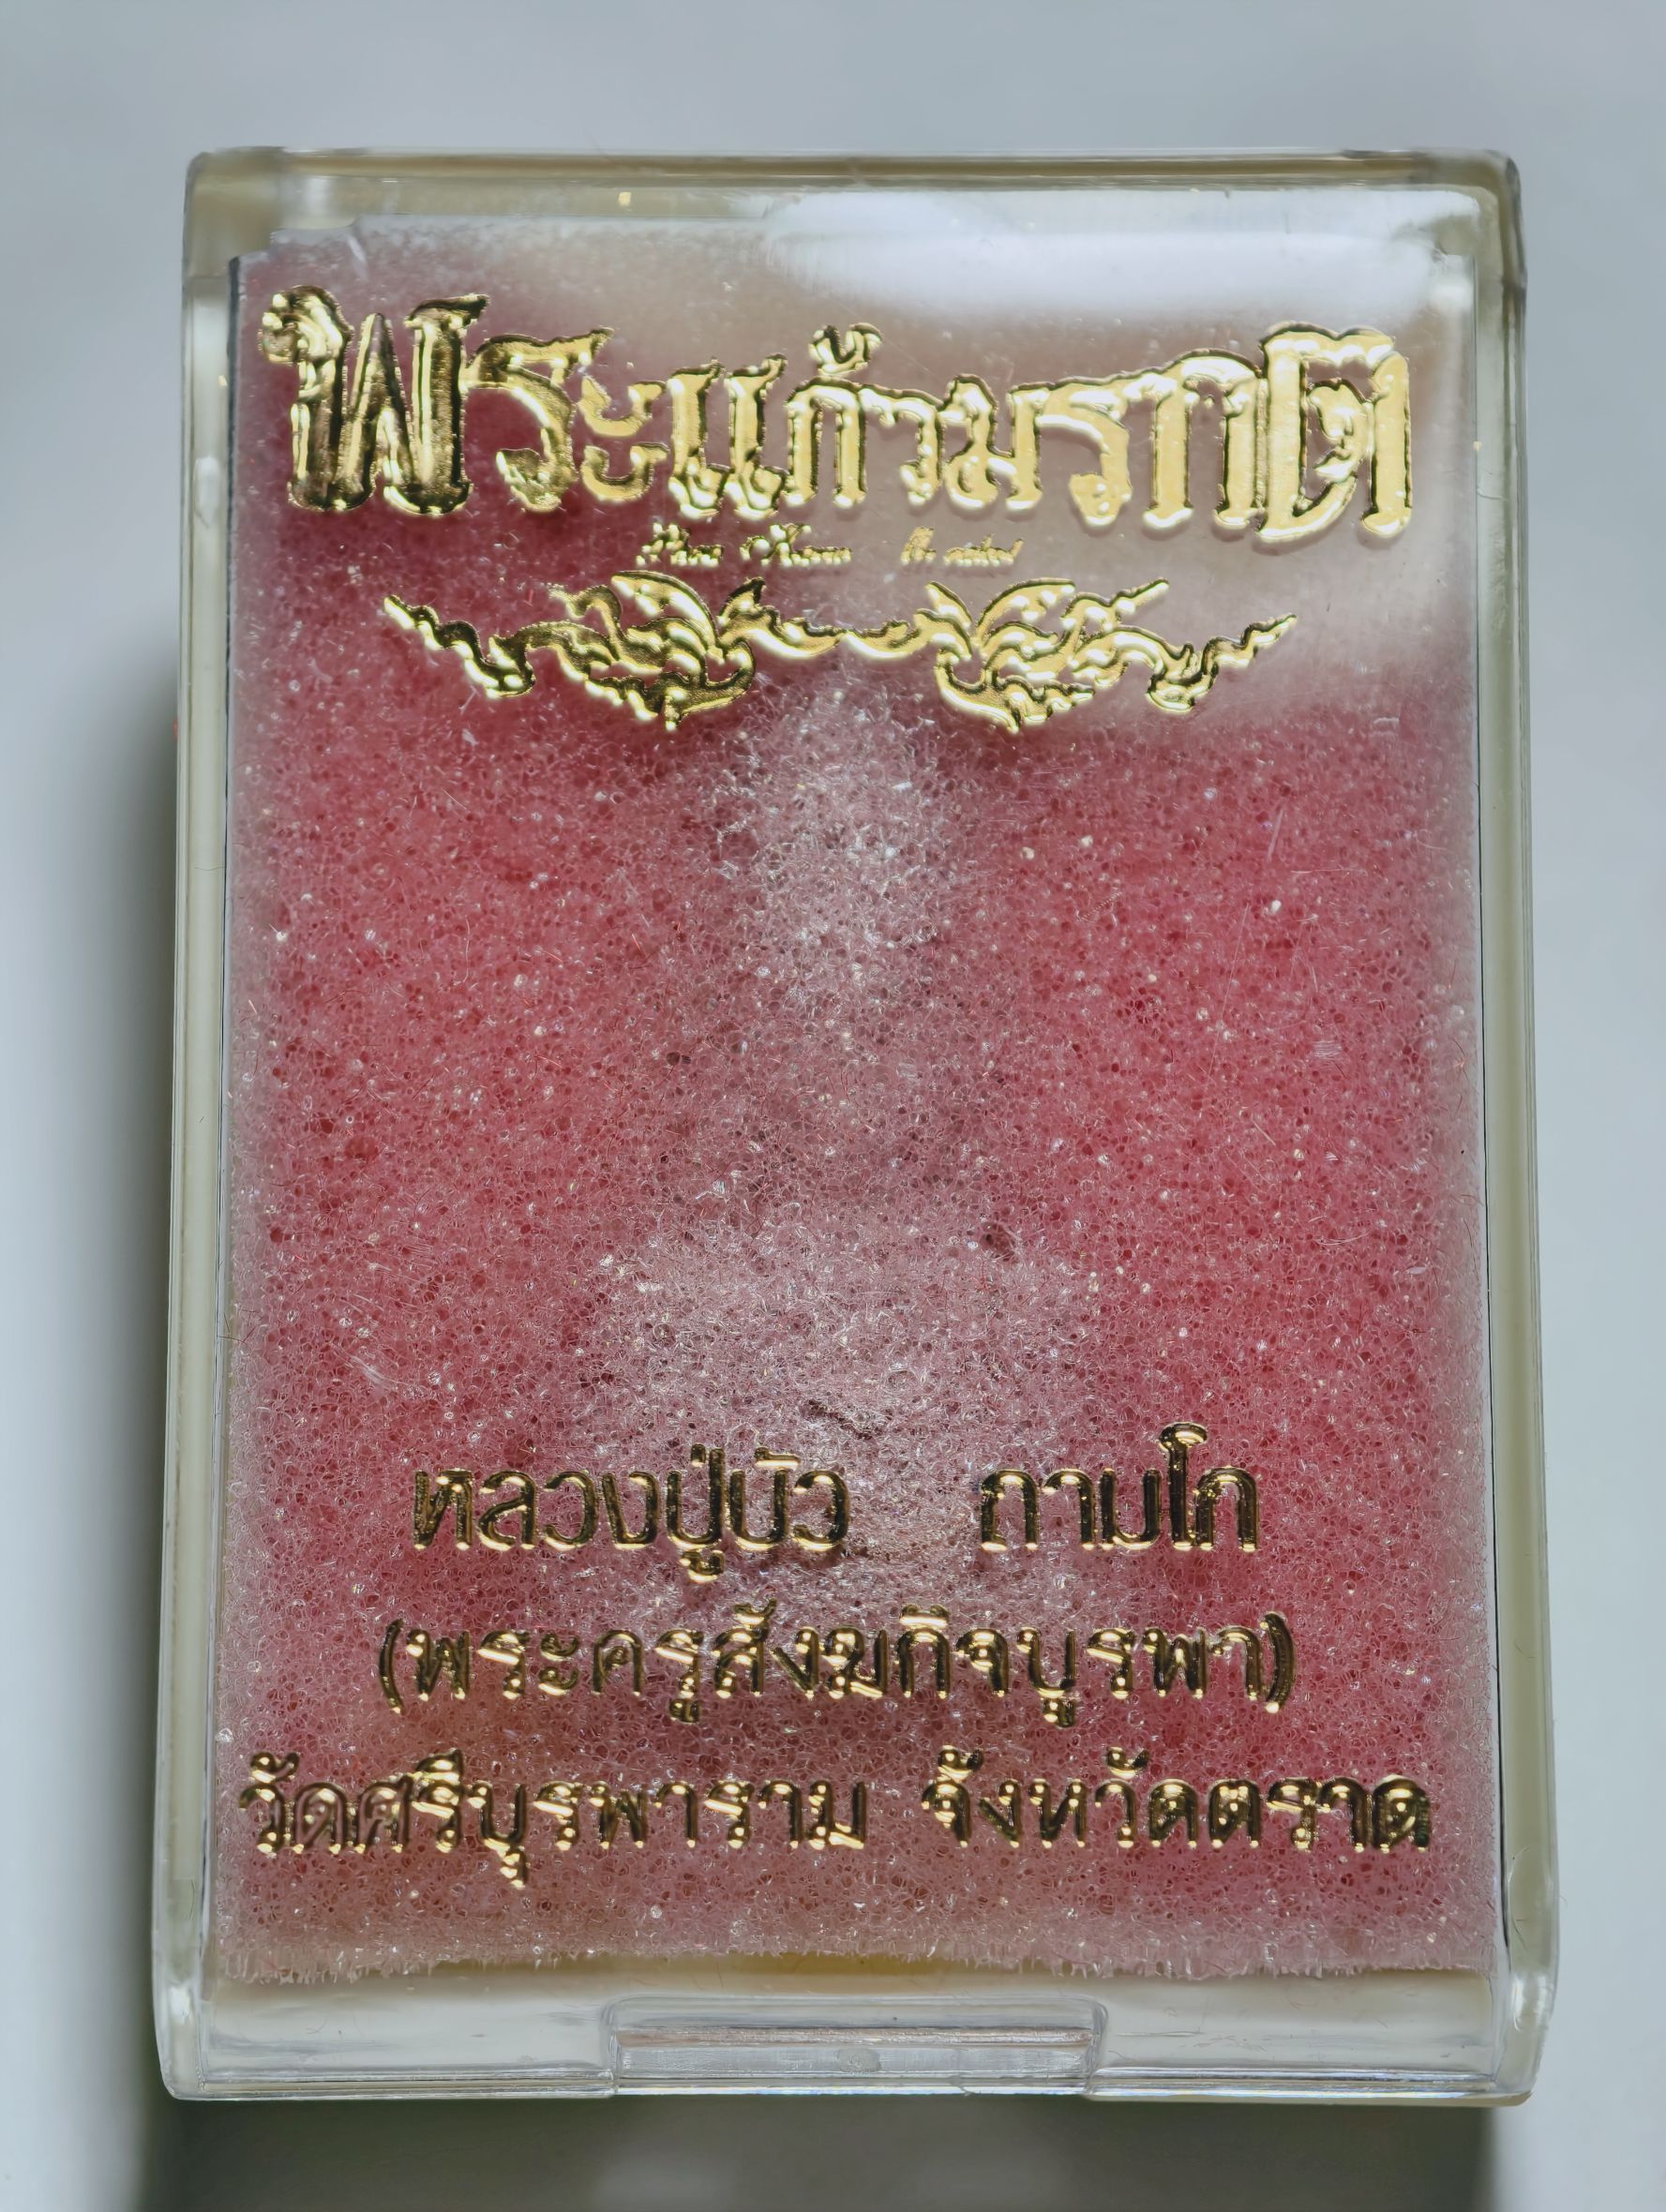 พระแก้วมรกต
หลวงปู่บัว ถามโก
(พระครูสังฆกิจบูรพา)
วัดศรีบุรพาราม จังหวัดตราด